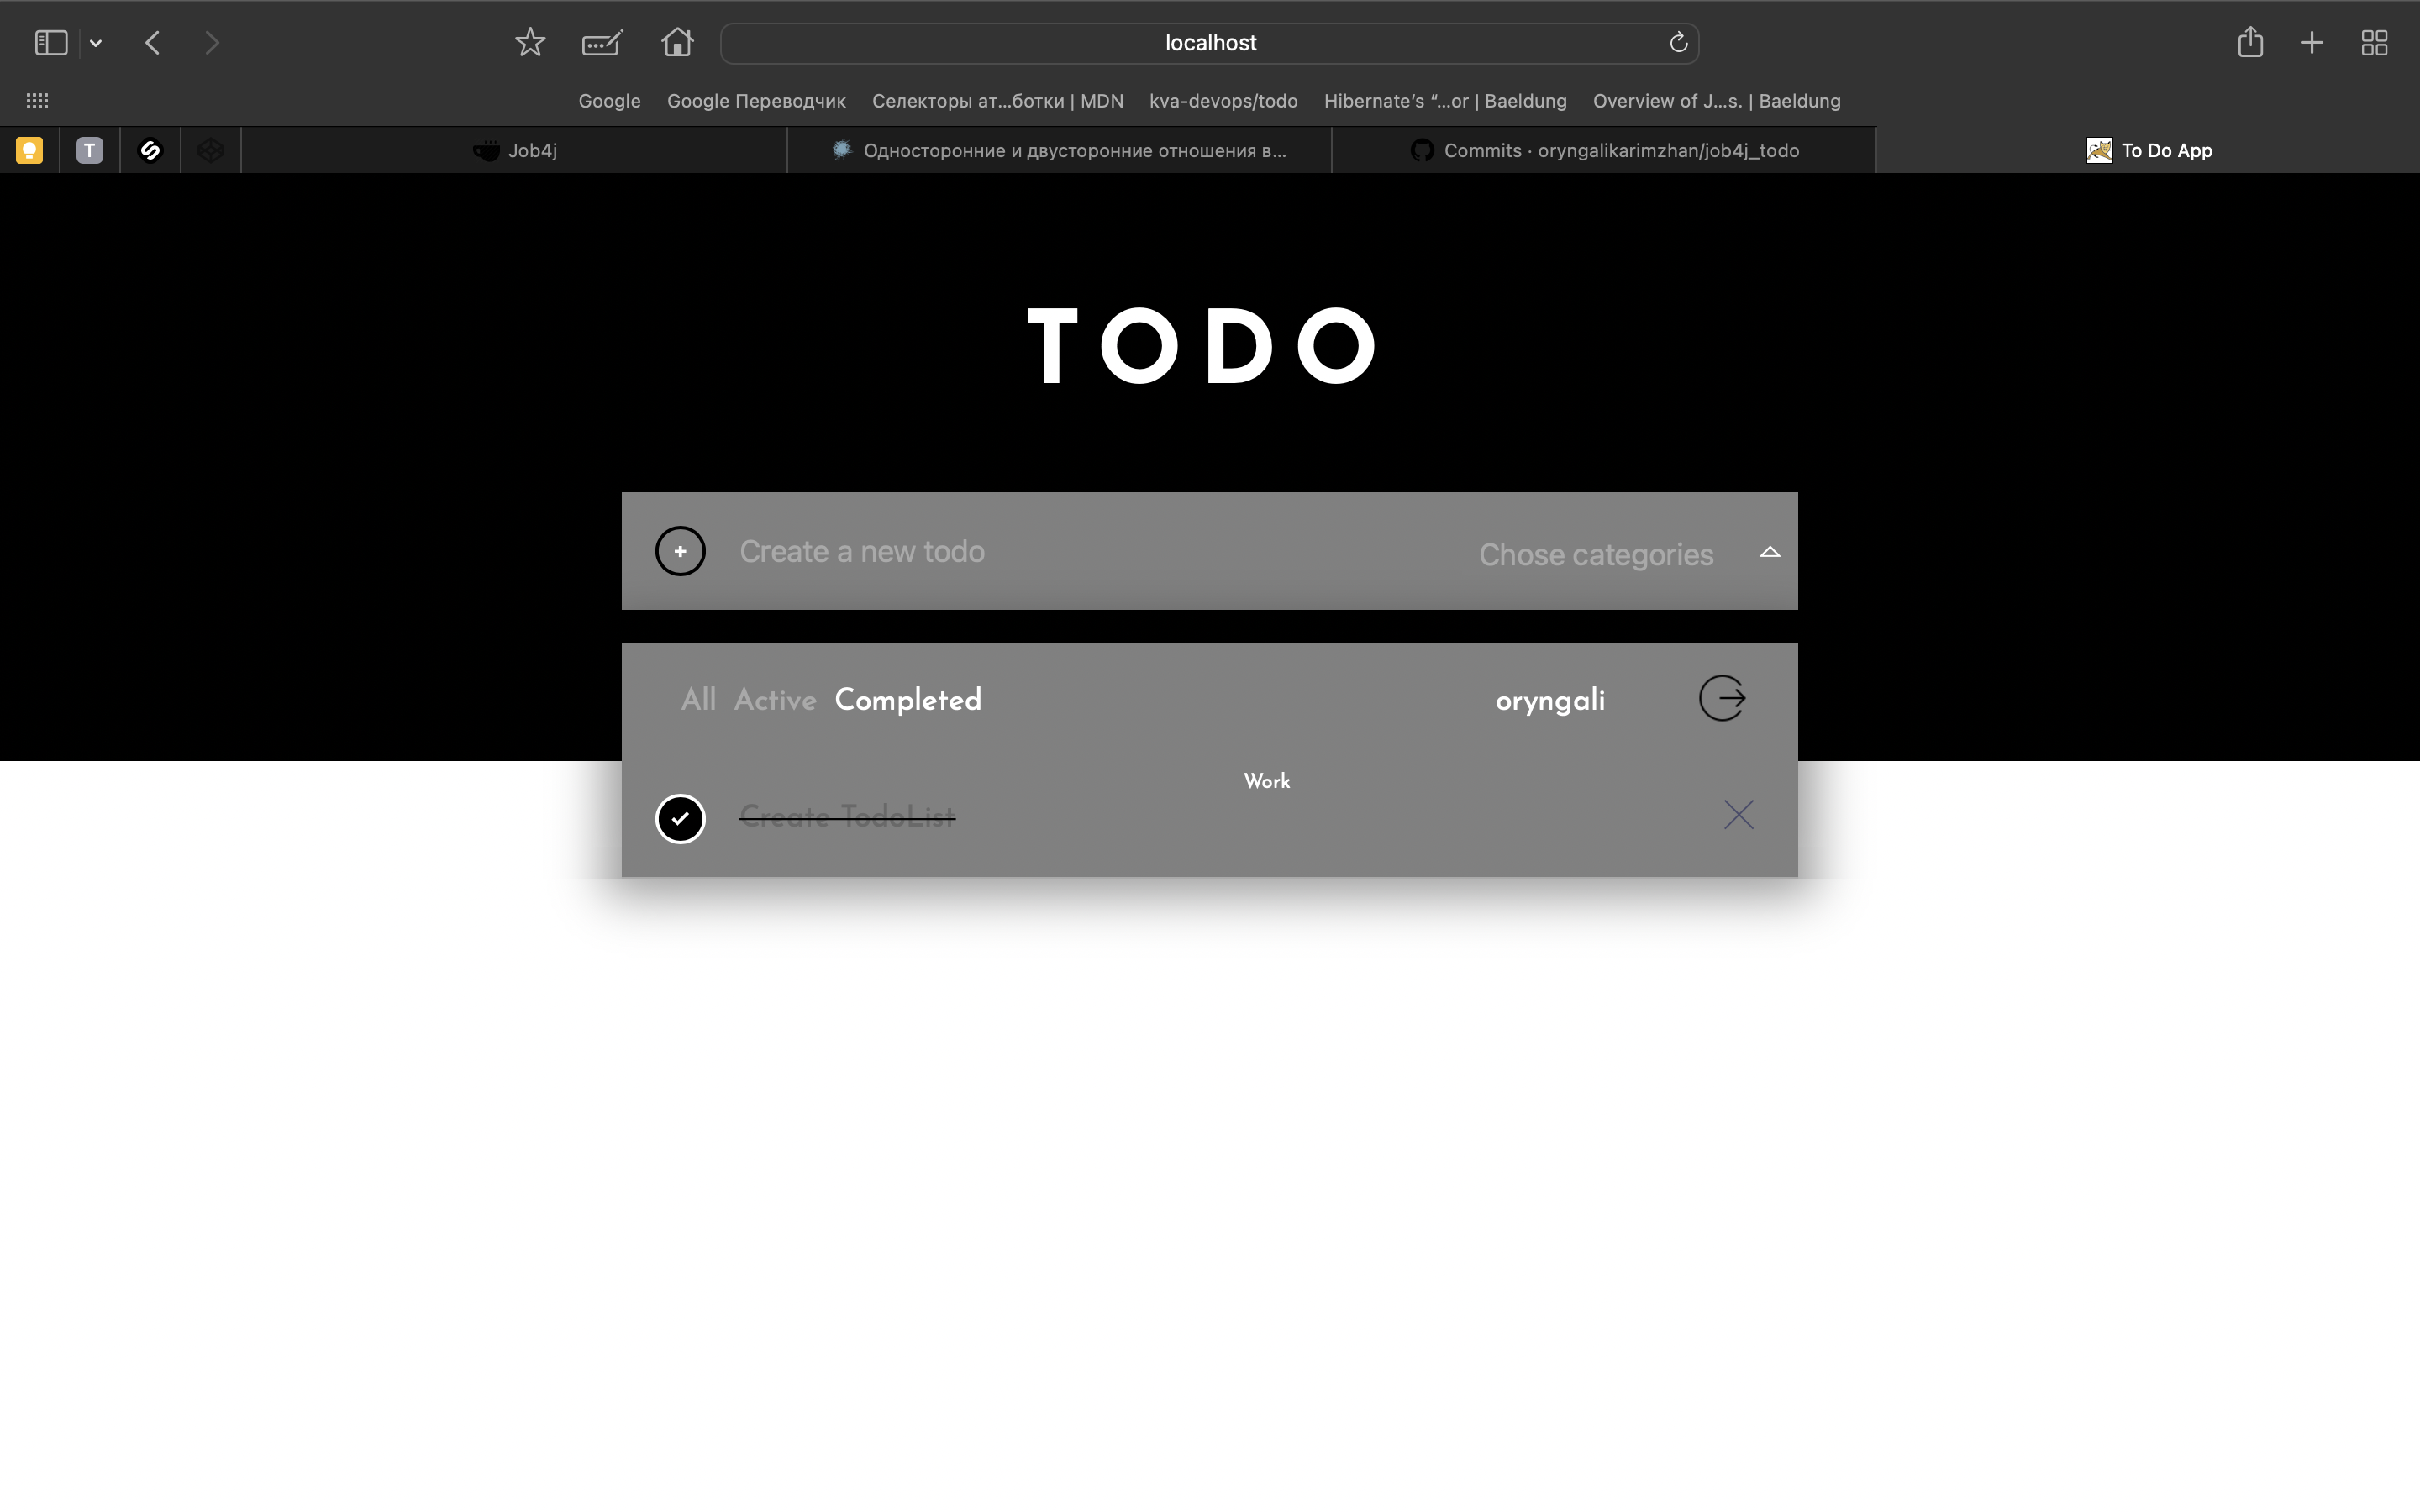 localhost
Google Google Переводчик Селекторы ат...ботки | MDN kva-devops/todo Hibernate's “...or | Baeldung Overview of J...s. | Baeldung
T Job4j Односторонние и двусторонние отношения в... Commits · oryngalikarimzhan/job4j_todo To Do App
TODO
Create a new todo Chose categories
All Active Completed oryngali
Work
Create TodoList